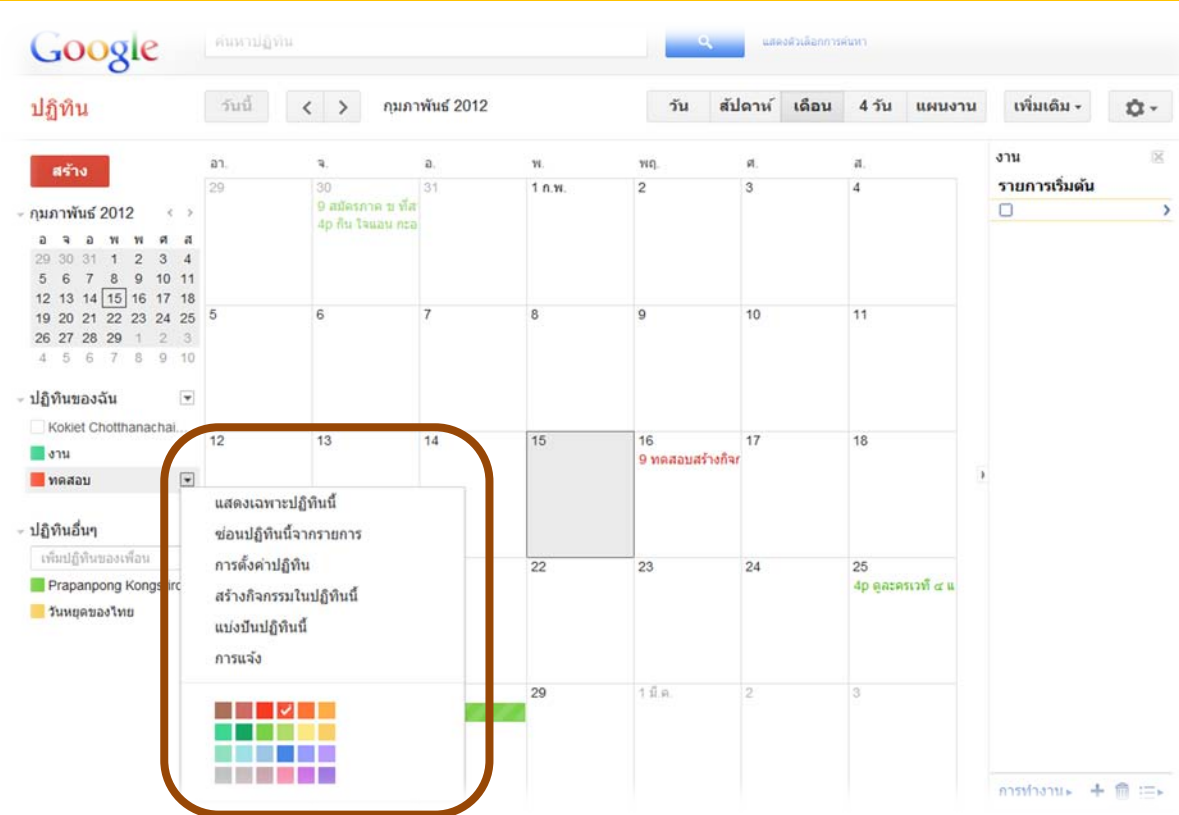 Google
ค้นหาปฏิทิน
แสดงตัวเลือกการค้นหา
ปฏิทิน
วันนี้ < > กุมภาพันธ์ 2012
วัน สัปดาห์ เดือน 4 วัน แผนงาน
เพิ่มเติม
สร้าง
กุมภาพันธ์ 2012 < >
อ จ อ พ พ ศ ส
29 30 31 1 2 3 4
5 6 7 8 9 10 11
12 13 14 15 16 17 18
19 20 21 22 23 24 25
26 27 28 29 1 2 3
4 5 6 7 8 9 10
ปฏิทินของฉัน
Kokiet Chotthanachai...
งาน
ทดสอบ
ปฏิทินอื่นๆ
เพิ่มปฏิทินของเพื่อน
Prapanpong Kongsiro
วันหยุดของไทย
อา. จ. อ. พ. พฤ. ศ. ส.
29 30 31 1 ก.พ. 2 3 4
9 สมัครภาค ข ที่ส
4p กิน ใจแอน กะอ
5 6 7 8 9 10 11
12 13 14 15 16 17 18
9 ทดสอบสร้างกิจก
22 23 24 25
4p ดูละครเวที ๔ แ
29 1 มี.ค. 2 3
แสดงเฉพาะปฏิทินนี้
ซ่อนปฏิทินนี้จากรายการ
การตั้งค่าปฏิทิน
สร้างกิจกรรมในปฏิทินนี้
แบ่งปันปฏิทินนี้
การแจ้ง
งาน
รายการเริ่มต้น
การทำงาน